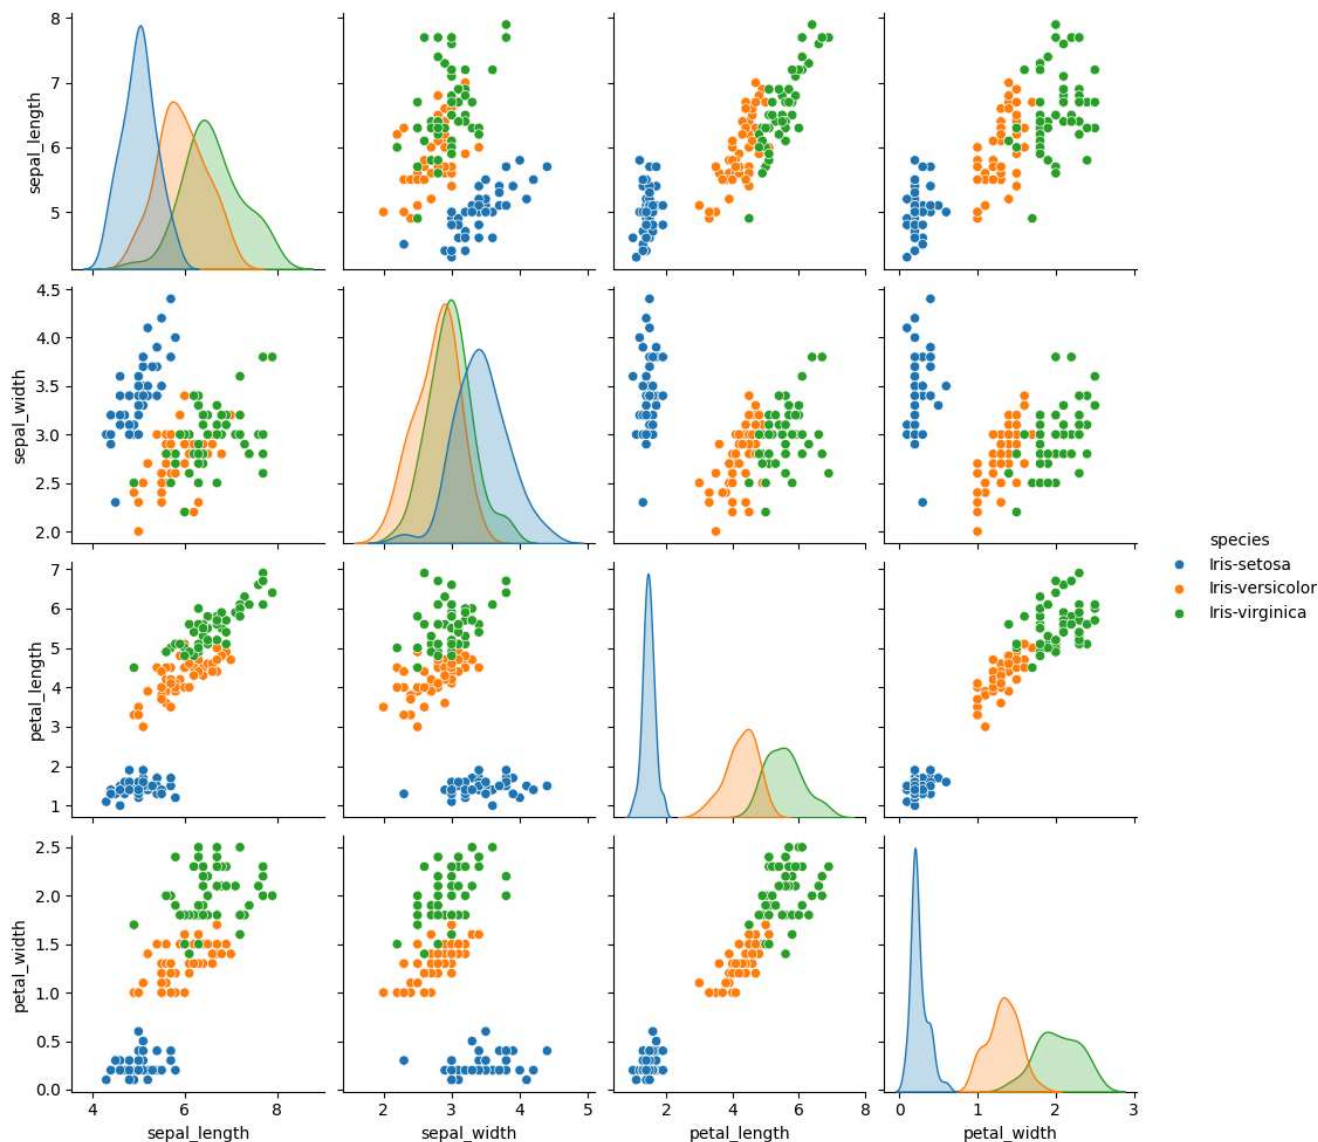 8
7
6
5
sepal_length
4.5
4.0
3.5
3.0
2.5
2.0
sepal_width
species
Iris-setosa
Iris-versicolor
Iris-virginica
7
6
5
4
3
2
1
petal_length
2.5
2.0
1.5
1.0
0.5
0.0
petal_width
4 6 8
sepal_length
2 3 4 5
sepal_width
0 2 4 6 8
petal_length
0 1 2 3
petal_width